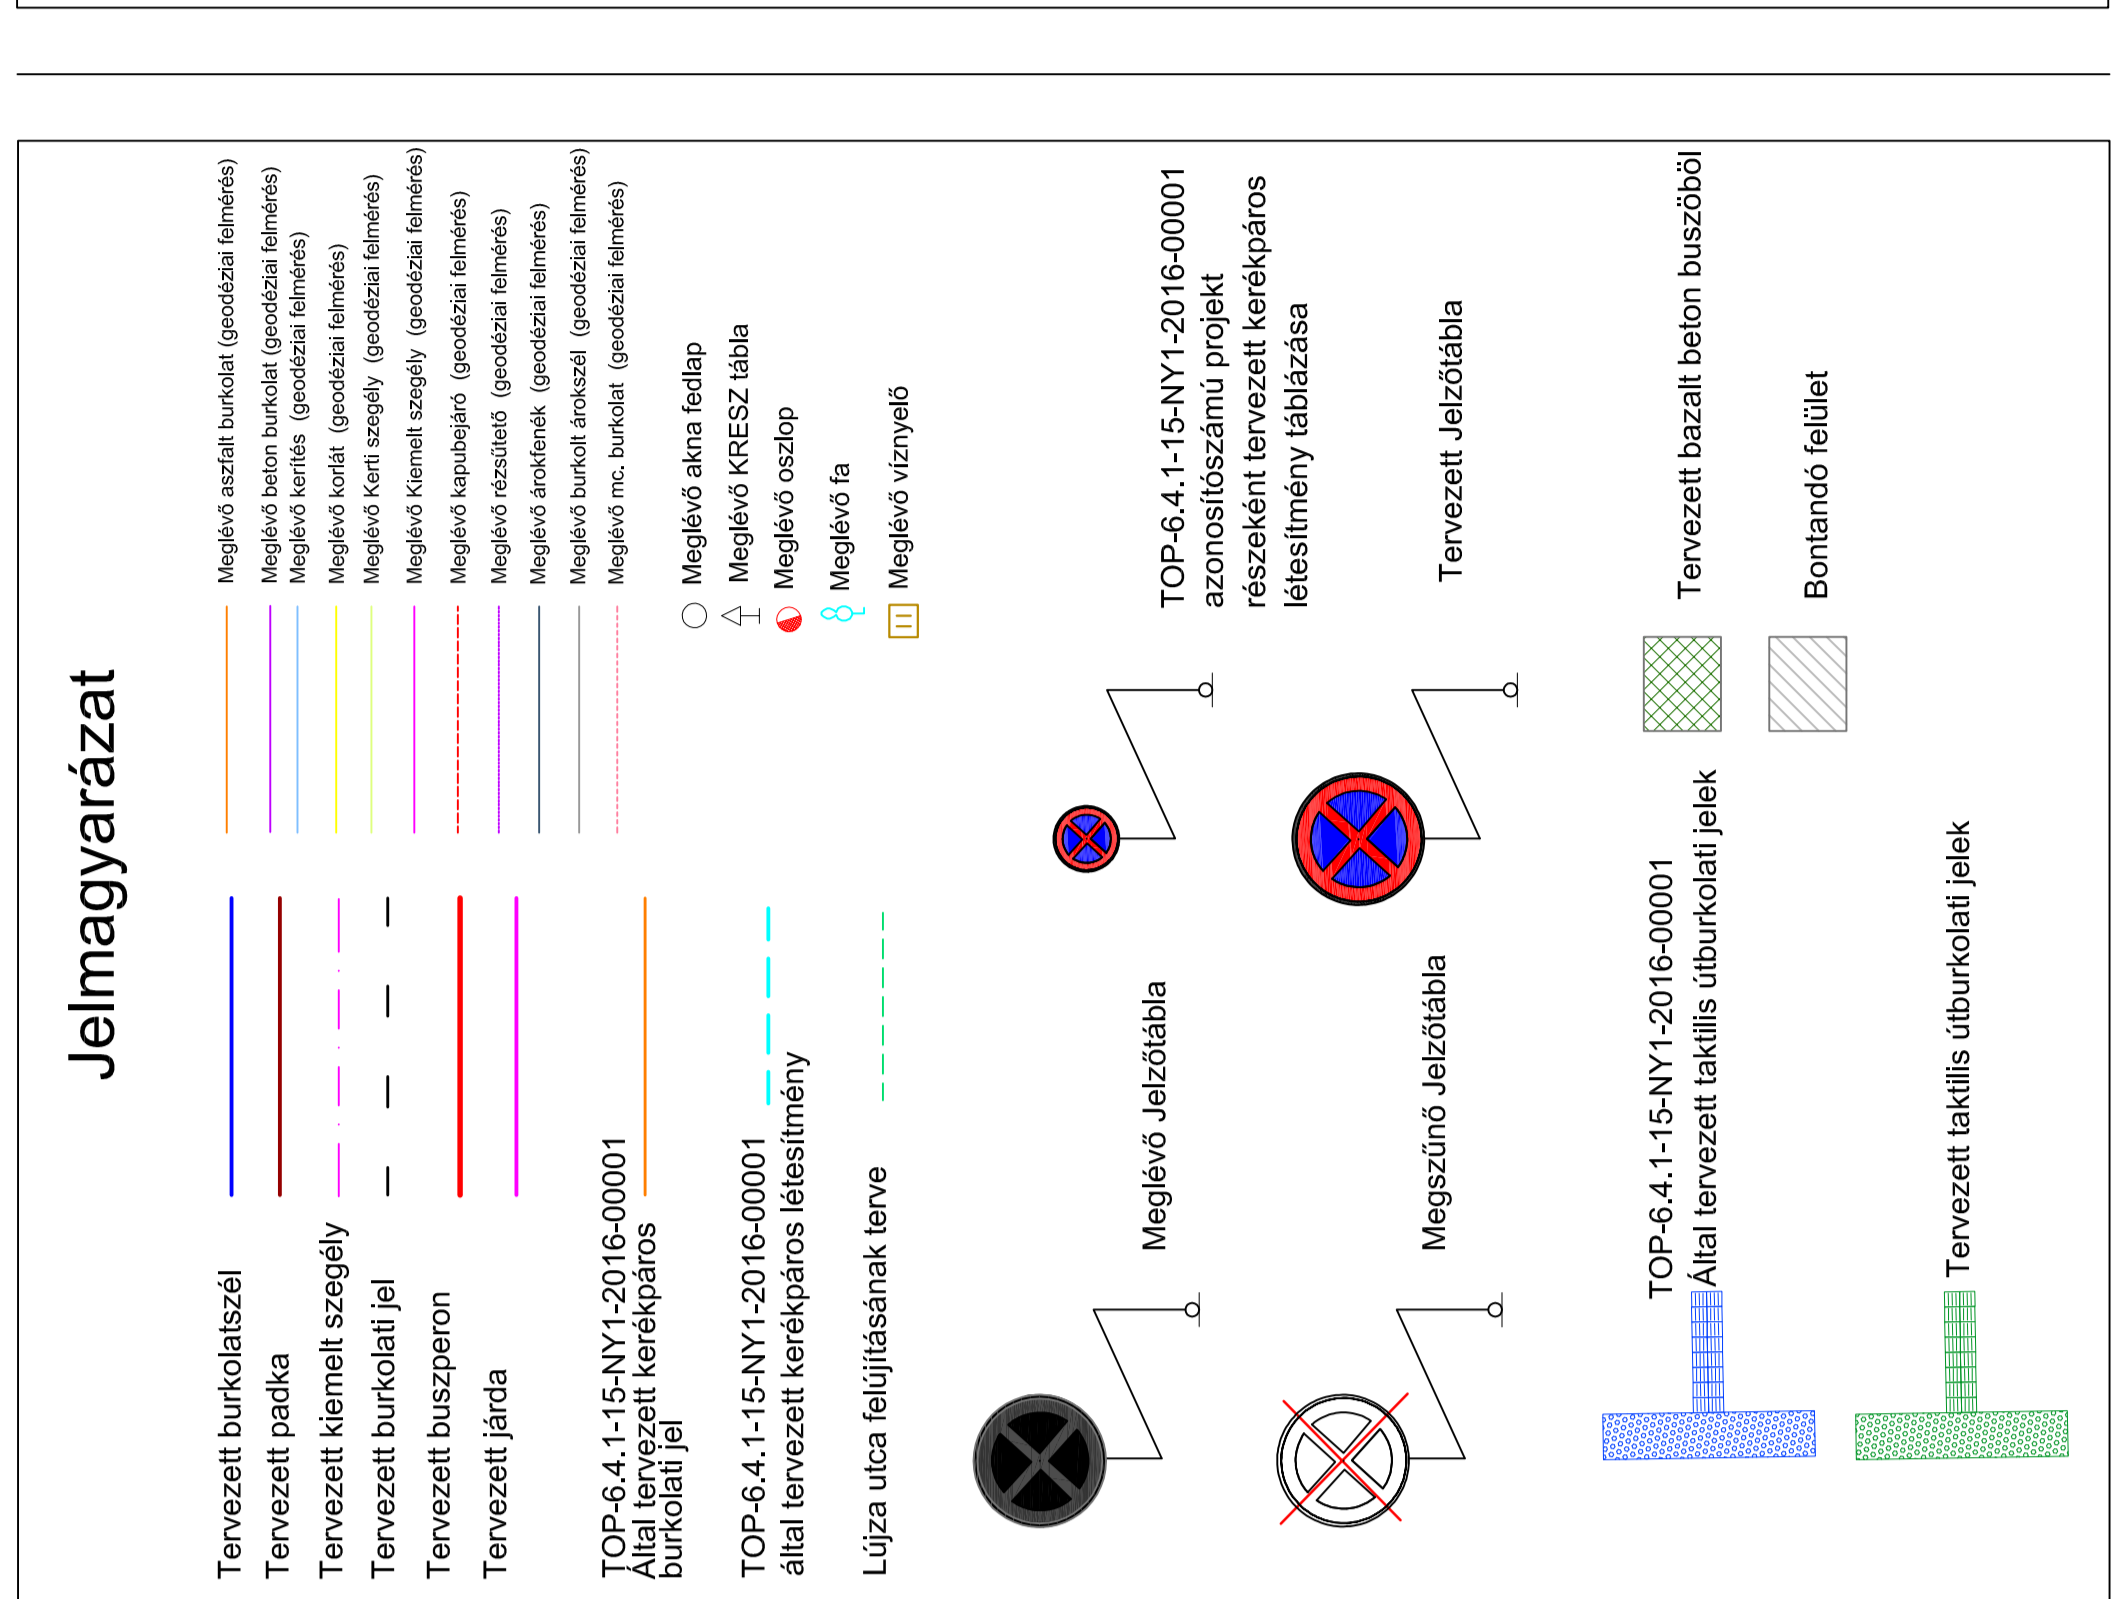 Jelmagyarázat
Tervezett burkolatszél
Tervezett padka
Tervezett kiemelt szegély
Tervezett burkolati jel
Tervezett buszperon
Tervezett járda
TOP-6.4.1-15-NY1-2016-00001
Által tervezett kerékpáros
burkolati jel
TOP-6.4.1-15-NY1-2016-00001
által tervezett kerékpáros létesítmény
Lújza utca felújításának terve
Meglévő aszfalt burkolat (geodéziai felmérés)
Meglévő beton burkolat (geodéziai felmérés)
Meglévő kerítés (geodéziai felmérés)
Meglévő korlát (geodéziai felmérés)
Meglévő Kerti szegély (geodéziai felmérés)
Meglévő Kiemelt szegély (geodéziai felmérés)
Meglévő kapubejáró (geodéziai felmérés)
Meglévő rézsűtető (geodéziai felmérés)
Meglévő árokfenék (geodéziai felmérés)
Meglévő burkolt árokszél (geodéziai felmérés)
Meglévő mc. burkolat (geodéziai felmérés)
Meglévő akna fedlap
Meglévő KRESZ tábla
Meglévő oszlop
Meglévő fa
Meglévő víznyelő
Meglévő Jelzőtábla
TOP-6.4.1-15-NY1-2016-00001
azonosítószámú projekt
részeként tervezett kerékpáros
létesítmény táblázása
Megszűnő Jelzőtábla
Tervezett Jelzőtábla
TOP-6.4.1-15-NY1-2016-00001
Által tervezett taktilis útburkolati jelek
Tervezett bazalt beton buszöböl
Bontandó felület
Tervezett taktilis útburkolati jelek